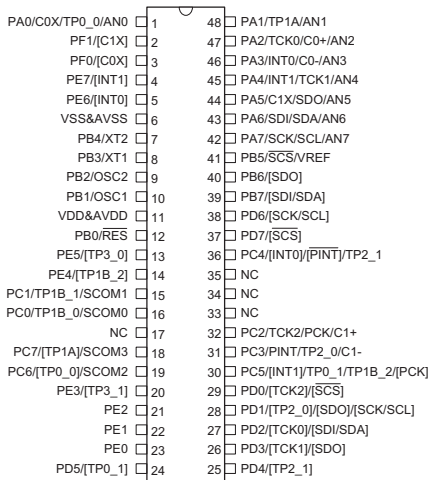 PA0/C0X/TP0_0/AN0 1 48 PA1/TP1A/AN1
PF1/[C1X] 2 47 PA2/TCK0/C0+/AN2
PF0/[C0X] 3 46 PA3/INT0/C0-/AN3
PE7/[INT1] 4 45 PA4/INT1/TCK1/AN4
PE6/[INT0] 5 44 PA5/C1X/SDO/AN5
VSS&AVSS 6 43 PA6/SDI/SDA/AN6
PB4/XT2 7 42 PA7/SCK/SCL/AN7
PB3/XT1 8 41 PB5/SCS/VREF
PB2/OSC2 9 40 PB6/[SDO]
PB1/OSC1 10 39 PB7/[SDI/SDA]
VDD&AVDD 11 38 PD6/[SCK/SCL]
PB0/RES 12 37 PD7/[SCS]
PE5/[TP3_0] 13 36 PC4/[INT0]/[PINT]/TP2_1
PE4/[TP1B_2] 14 35 NC
PC1/TP1B_1/SCOM1 15 34 NC
PC0/TP1B_0/SCOM0 16 33 NC
NC 17 32 PC2/TCK2/PCK/C1+
PC7/[TP1A]/SCOM3 18 31 PC3/PINT/TP2_0/C1-
PC6/[TP0_0]/SCOM2 19 30 PC5/[INT1]/TP0_1/TP1B_2/[PCK]
PE3/[TP3_1] 20 29 PD0/[TCK2]/[SCS]
PE2 21 28 PD1/[TP2_0]/[SDO]/[SCK/SCL]
PE1 22 27 PD2/[TCK0]/[SDI/SDA]
PE0 23 26 PD3/[TCK1]/[SDO]
PD5/[TP0_1] 24 25 PD4/[TP2_1]